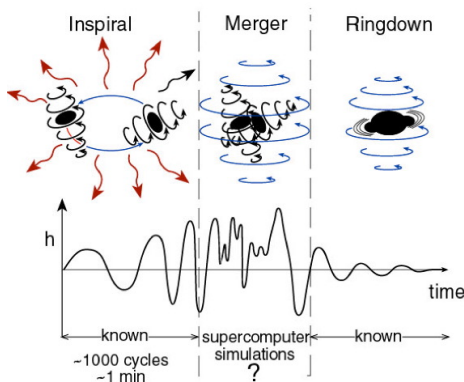 Inspiral
Merger
Ringdown
h
time
known
supercomputer
simulations
?
known
~1000 cycles
~1 min